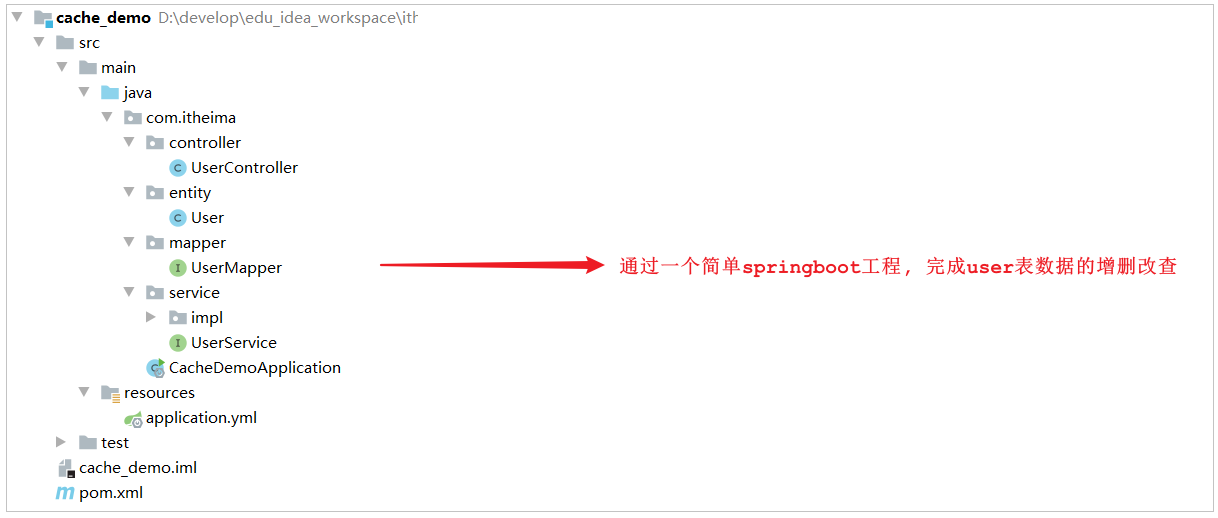 cache_demo D:\develop\edu_idea_workspace\ith
src
main
java
com.itheima
controller
UserController
entity
User
mapper
UserMapper
通过一个简单springboot工程，完成user表数据的增删改查
service
impl
UserService
CacheDemoApplication
resources
application.yml
test
cache_demo.iml
pom.xml